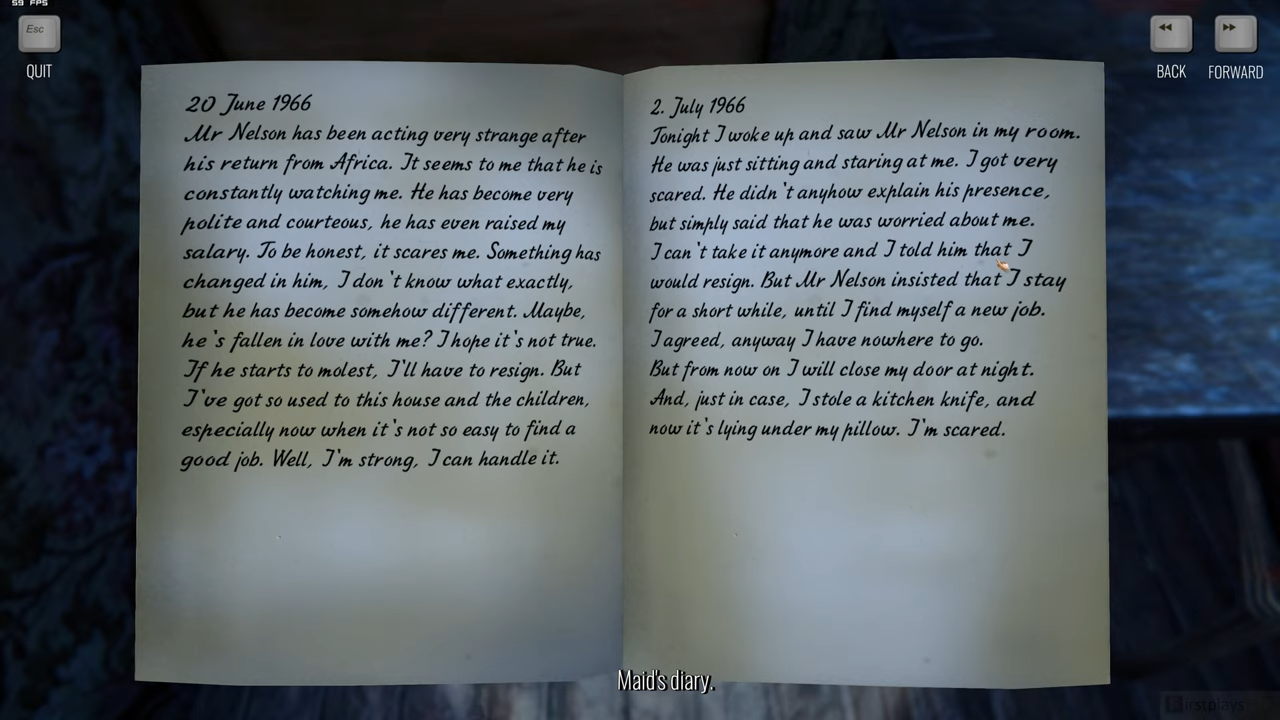 59 FPS
Esc
QUIT
BACK
FORWARD
20 June 1966
Mr Nelson has been acting very strange after
his return from Africa. It seems to me that he is
constantly watching me. He has become very
polite and courteous, he has even raised my
salary. To be honest, it scares me. Something has
changed in him, I don't know what exactly,
but he has become somehow different. Maybe,
he's fallen in love with me? I hope it's not true.
If he starts to molest, I'll have to resign. But
I've got so used to this house and the children,
especially now when it's not so easy to find a
good job. Well, I'm strong, I can handle it.
2. July 1966
Tonight I woke up and saw Mr Nelson in my room.
He was just sitting and staring at me. I got very
scared. He didn't anyhow explain his presence,
but simply said that he was worried about me.
I can't take it anymore and I told him that I
would resign. But Mr Nelson insisted that I stay
for a short while, until I find myself a new job.
I agreed, anyway I have nowhere to go.
But from now on I will close my door at night.
And, just in case, I stole a kitchen knife, and
now it's lying under my pillow. I'm scared.
Maid's diary.